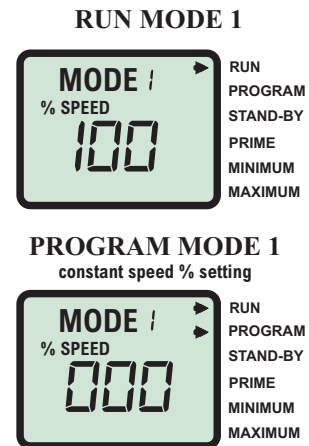 RUN MODE 1
MODE 1
RUN
PROGRAM
% SPEED
STAND-BY
100
PRIME
MINIMUM
MAXIMUM
PROGRAM MODE 1
constant speed % setting
MODE 1
RUN
PROGRAM
% SPEED
STAND-BY
000
PRIME
MINIMUM
MAXIMUM